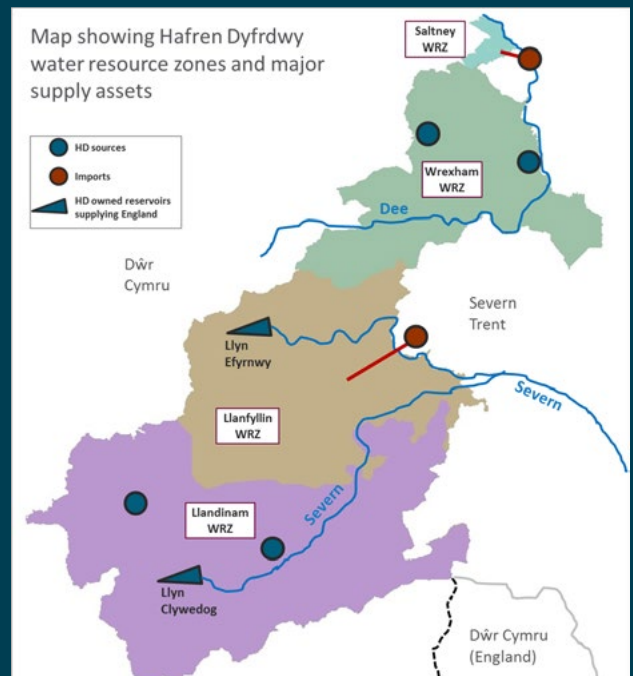 Map showing Hafren Dyfrdwy
water resource zones and major
supply assets
HD sources
Imports
HD owned reservoirs
supplying England
Saltney
WRZ
Wrexham
WRZ
Dee
Dŵr
Cymru
Severn
Trent
Llyn
Efyrnwy
Severn
Llanfyllin
WRZ
Llandinam
WRZ
Severn
Llyn
Clywedog
Dŵr Cymru
(England)